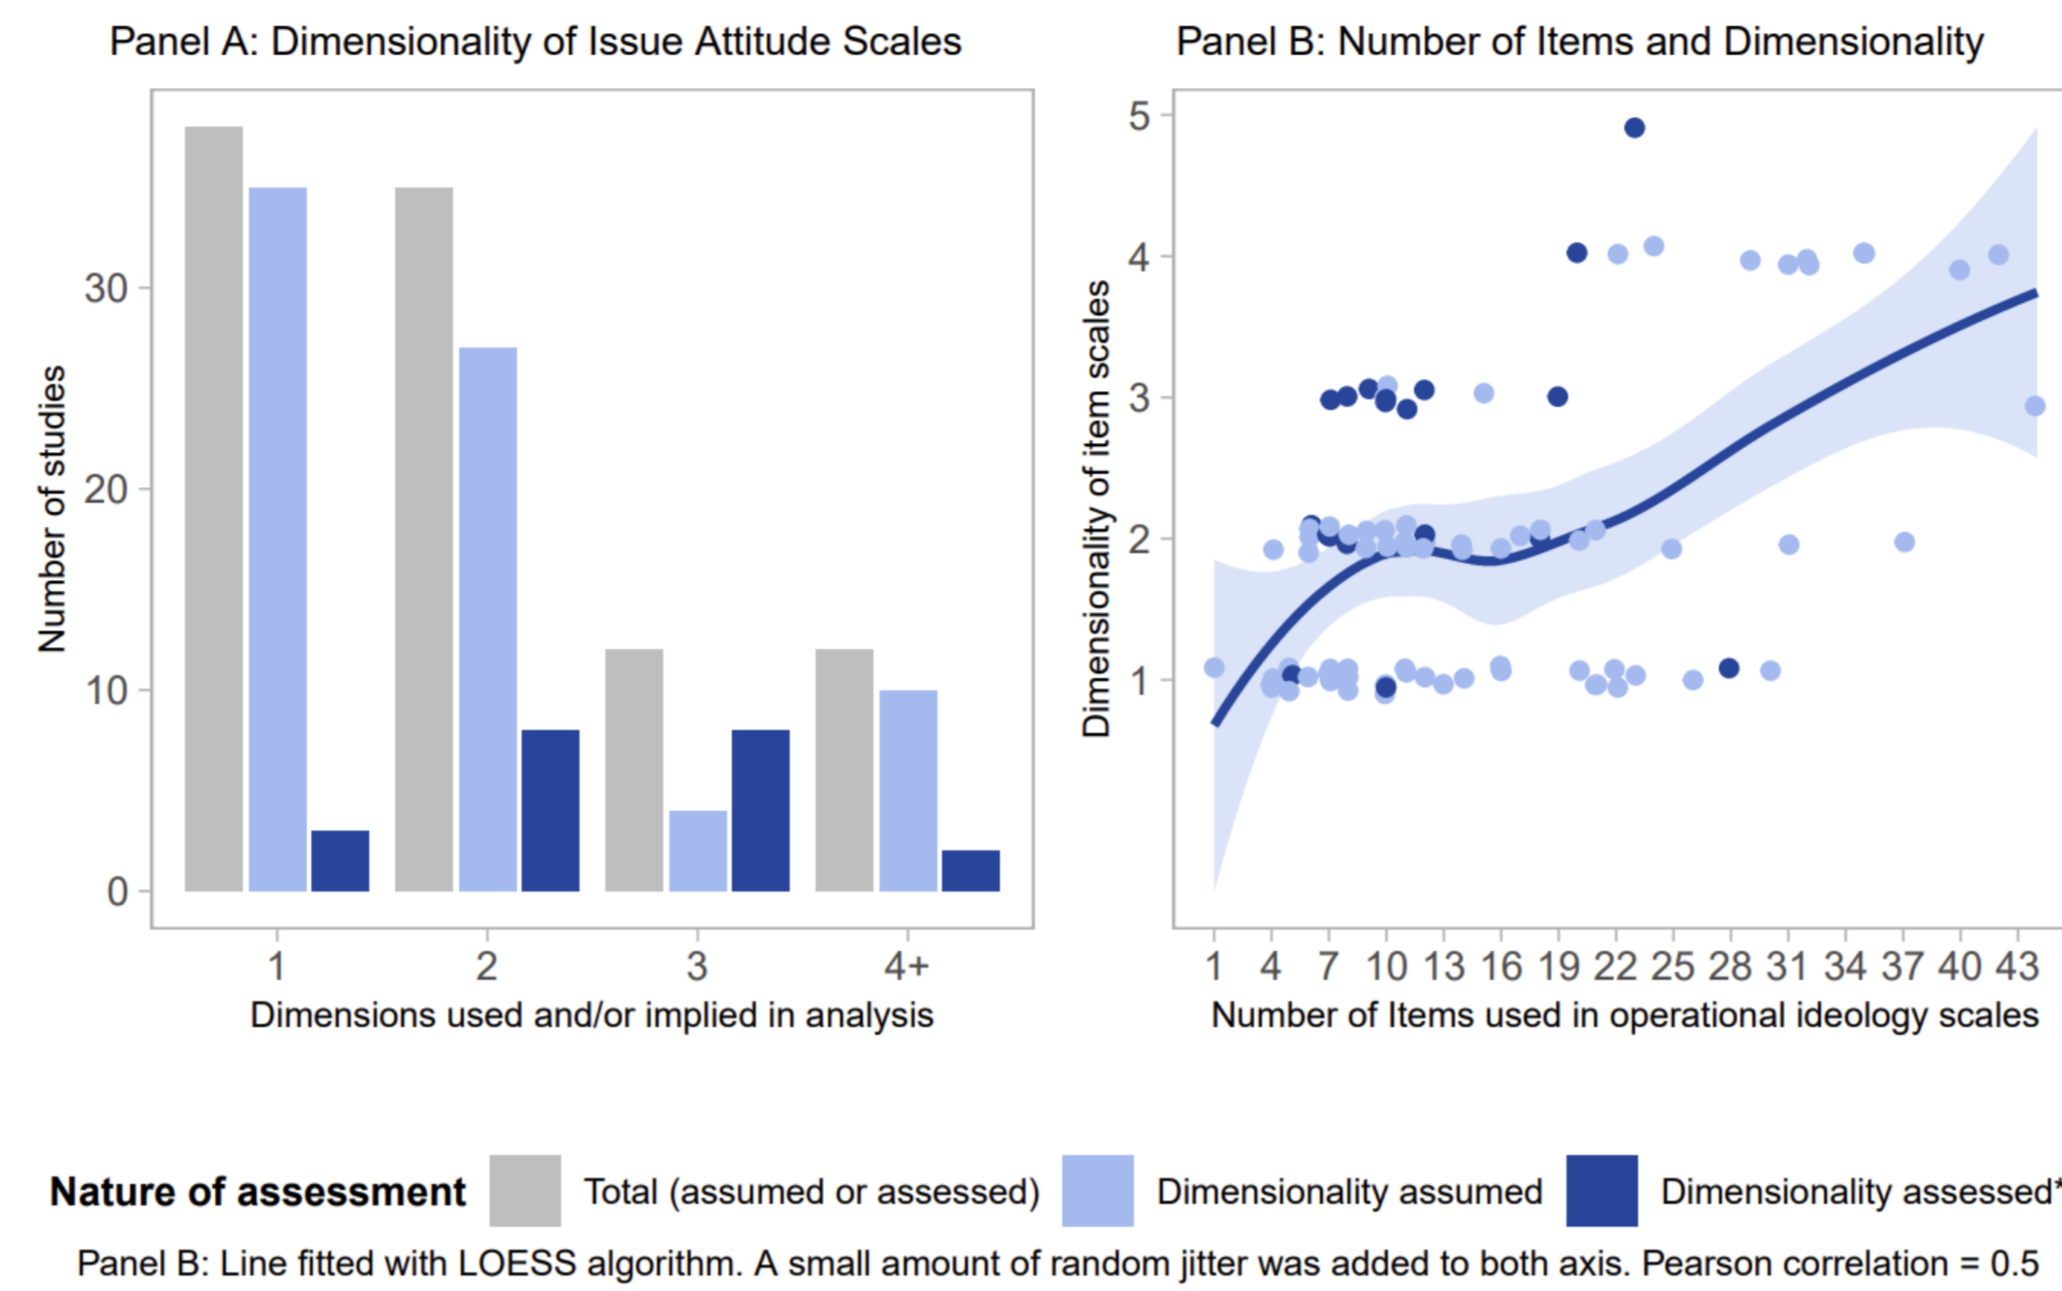 Panel A: Dimensionality of Issue Attitude Scales
Number of studies
30
20
10
0
1 2 3 4+
Dimensions used and/or implied in analysis
Panel B: Number of Items and Dimensionality
Dimensionality of item scales
5
4
3
2
1
1 4 7 10 13 16 19 22 25 28 31 34 37 40 43
Number of Items used in operational ideology scales
Nature of assessment Total (assumed or assessed) Dimensionality assumed Dimensionality assessed*
Panel B: Line fitted with LOESS algorithm. A small amount of random jitter was added to both axis. Pearson correlation = 0.5